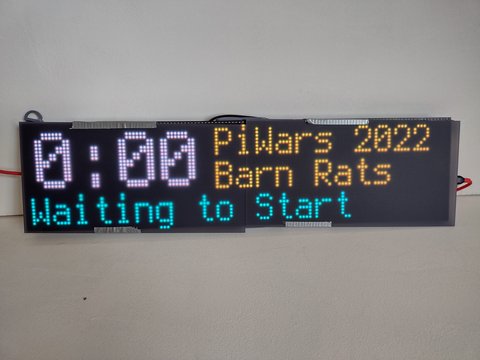 0:00
PiWars 2022
Barn Rats
Waiting to Start